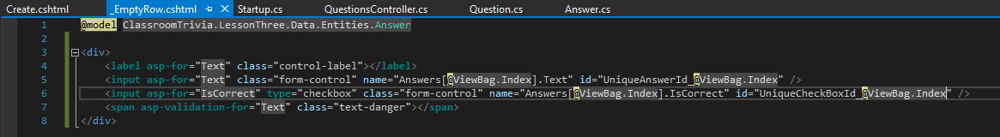 Create.cshtml _EmptyRow.cshtml Startup.cs QuestionsController.cs Question.cs Answer.cs
1 @model ClassroomTrivia.LessonThree.Data.Entities.Answer
2
3 <div>
4 <label asp-for="Text" class="control-label"></label>
5 <input asp-for="Text" class="form-control" name="Answers[@ViewBag.Index].Text" id="UniqueAnswerId_@ViewBag.Index" />
6 <input asp-for="IsCorrect" type="checkbox" class="form-control" name="Answers[@ViewBag.Index].IsCorrect" id="UniqueCheckBoxId_@ViewBag.Index" />
7 <span asp-validation-for="Text" class="text-danger"></span>
8 </div>